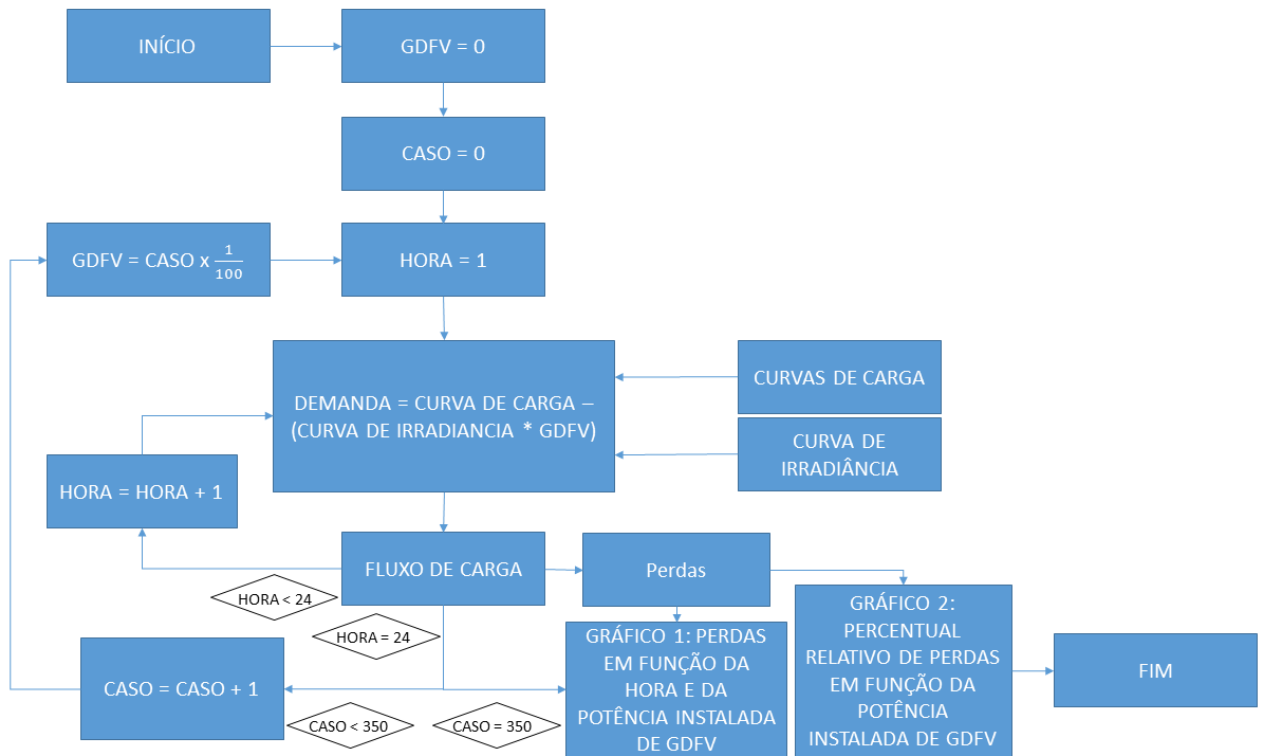 INÍCIO
GDFV = 0
CASO = 0
GDFV = CASO x 1/100
HORA = 1
DEMANDA = CURVA DE CARGA –
(CURVA DE IRRADIANCIA * GDFV)
CURVAS DE CARGA
CURVA DE
IRRADIÂNCIA
HORA = HORA + 1
FLUXO DE CARGA
Perdas
HORA < 24
HORA = 24
CASO = CASO + 1
CASO < 350
CASO = 350
GRÁFICO 1: PERDAS
EM FUNÇÃO DA
HORA E DA
POTÊNCIA INSTALADA
DE GDFV
GRÁFICO 2:
PERCENTUAL
RELATIVO DE PERDAS
EM FUNÇÃO DA
POTÊNCIA
INSTALADA DE GDFV
FIM